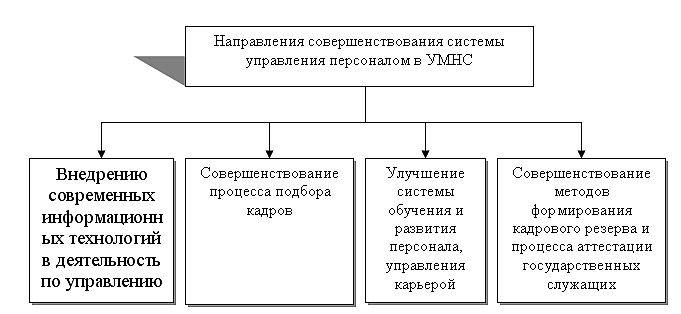 Направления совершенствования системы
управления персоналом в УМНС
Внедрению
современных
информационн
ых технологий
в деятельность
по управлению
Совершенствование
процесса подбора
кадров
Улучшение
системы
обучения и
развития
персонала,
управления
карьерой
Совершенствование
методов
формирования
кадрового резерва и
процесса аттестации
государственных
служащих